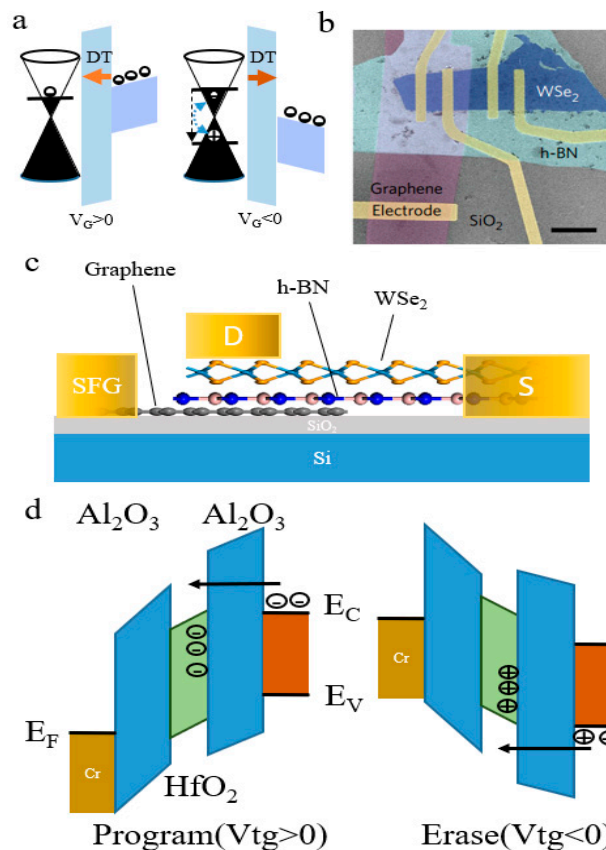 a
DT
V_G>0
DT
V_G<0
b
WSe₂
h-BN
Graphene
Electrode
SiO₂
c
Graphene
h-BN
WSe₂
D
SFG
S
SiO₂
Si
d
Al₂O₃ Al₂O₃
E_C
Cr
E_V
E_F
Cr
HfO₂
Program(Vtg>0) Erase(Vtg<0)